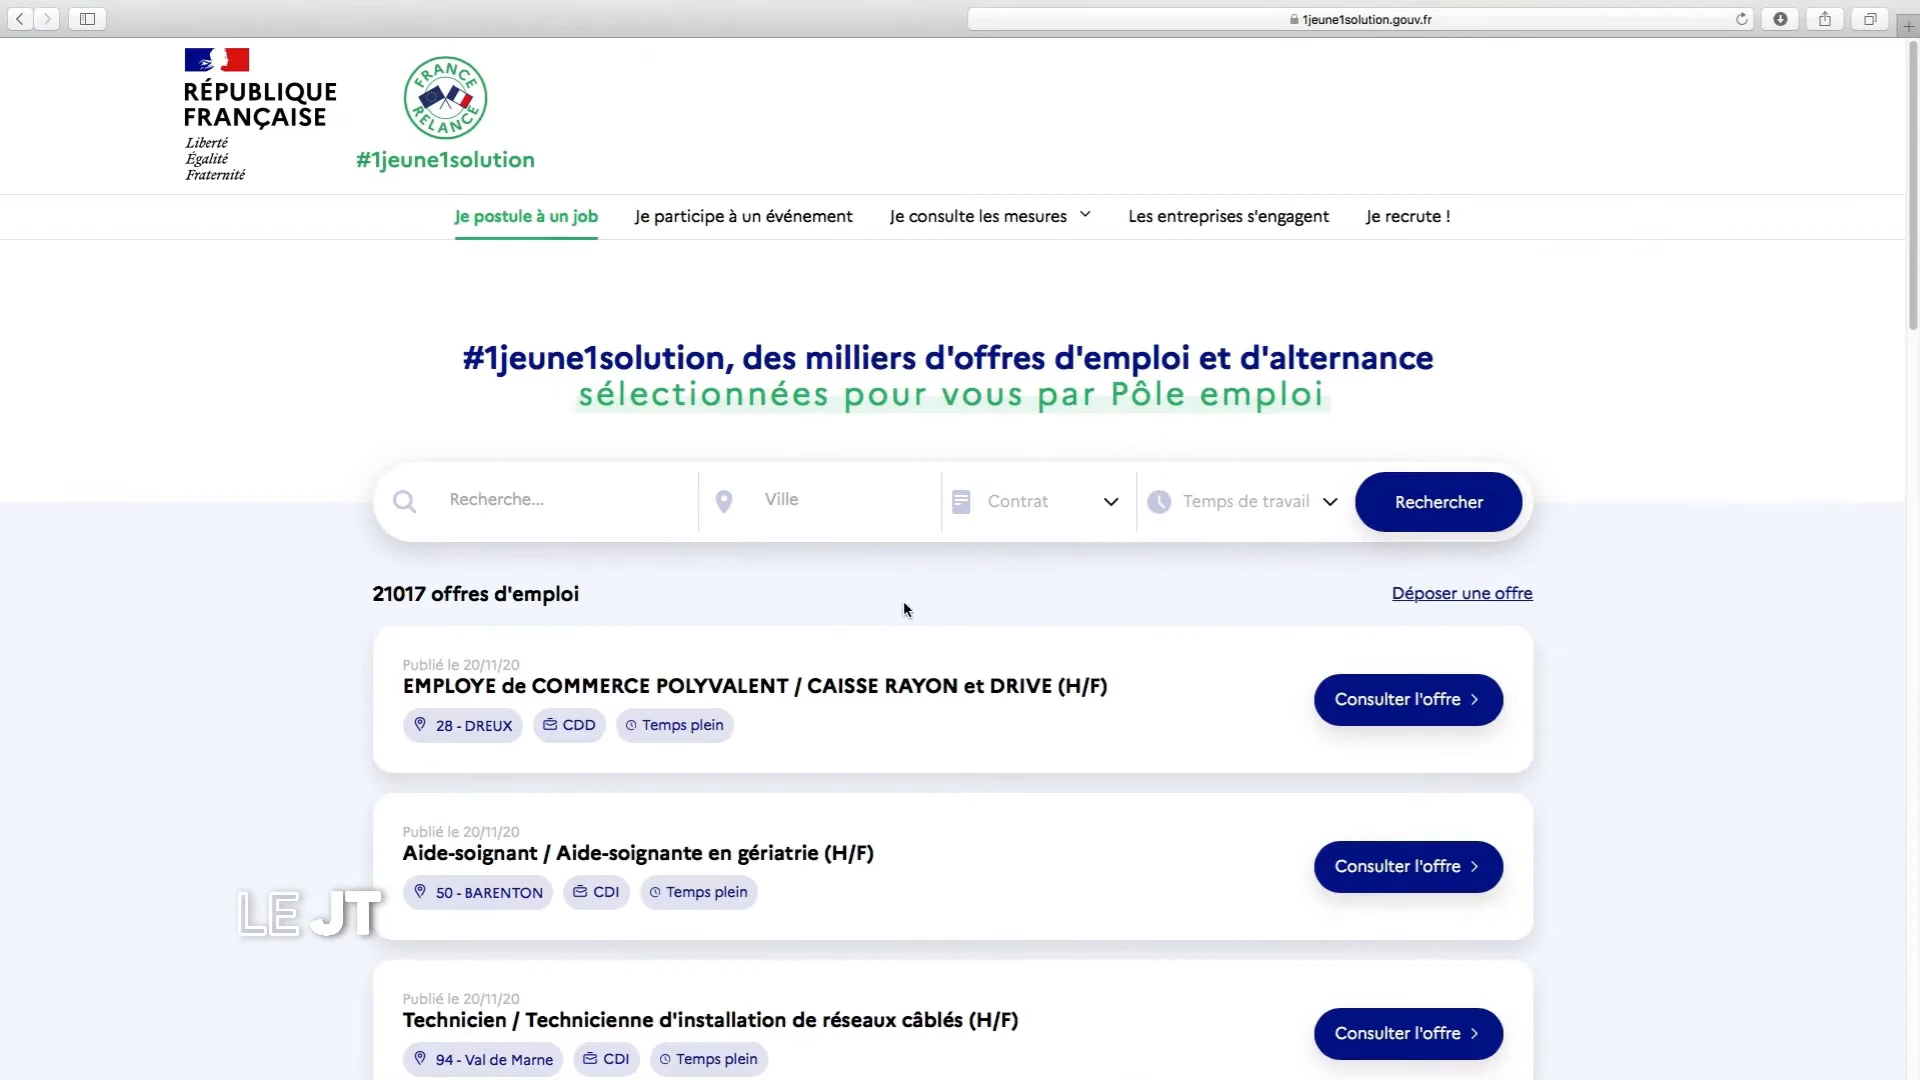 1jeune1solution.gouv.fr
RÉPUBLIQUE
FRANÇAISE
Liberté
Égalité
Fraternité
FRANCE
RELANCE
#1jeune1solution
Je postule à un job
Je participe à un événement
Je consulte les mesures
Les entreprises s'engagent
Je recrute !
#1jeune1solution, des milliers d'offres d'emploi et d'alternance
sélectionnées pour vous par Pôle emploi
Recherche...
Ville
Contrat
Temps de travail
Rechercher
21017 offres d'emploi
Déposer une offre
Publié le 20/11/20
EMPLOYE de COMMERCE POLYVALENT / CAISSE RAYON et DRIVE (H/F)
28 - DREUX
CDD
Temps plein
Consulter l'offre
Publié le 20/11/20
Aide-soignant / Aide-soignante en gériatrie (H/F)
50 - BARENTON
CDI
Temps plein
Consulter l'offre
LE JT
Publié le 20/11/20
Technicien / Technicienne d'installation de réseaux câblés (H/F)
94 - Val de Marne
CDI
Temps plein
Consulter l'offre